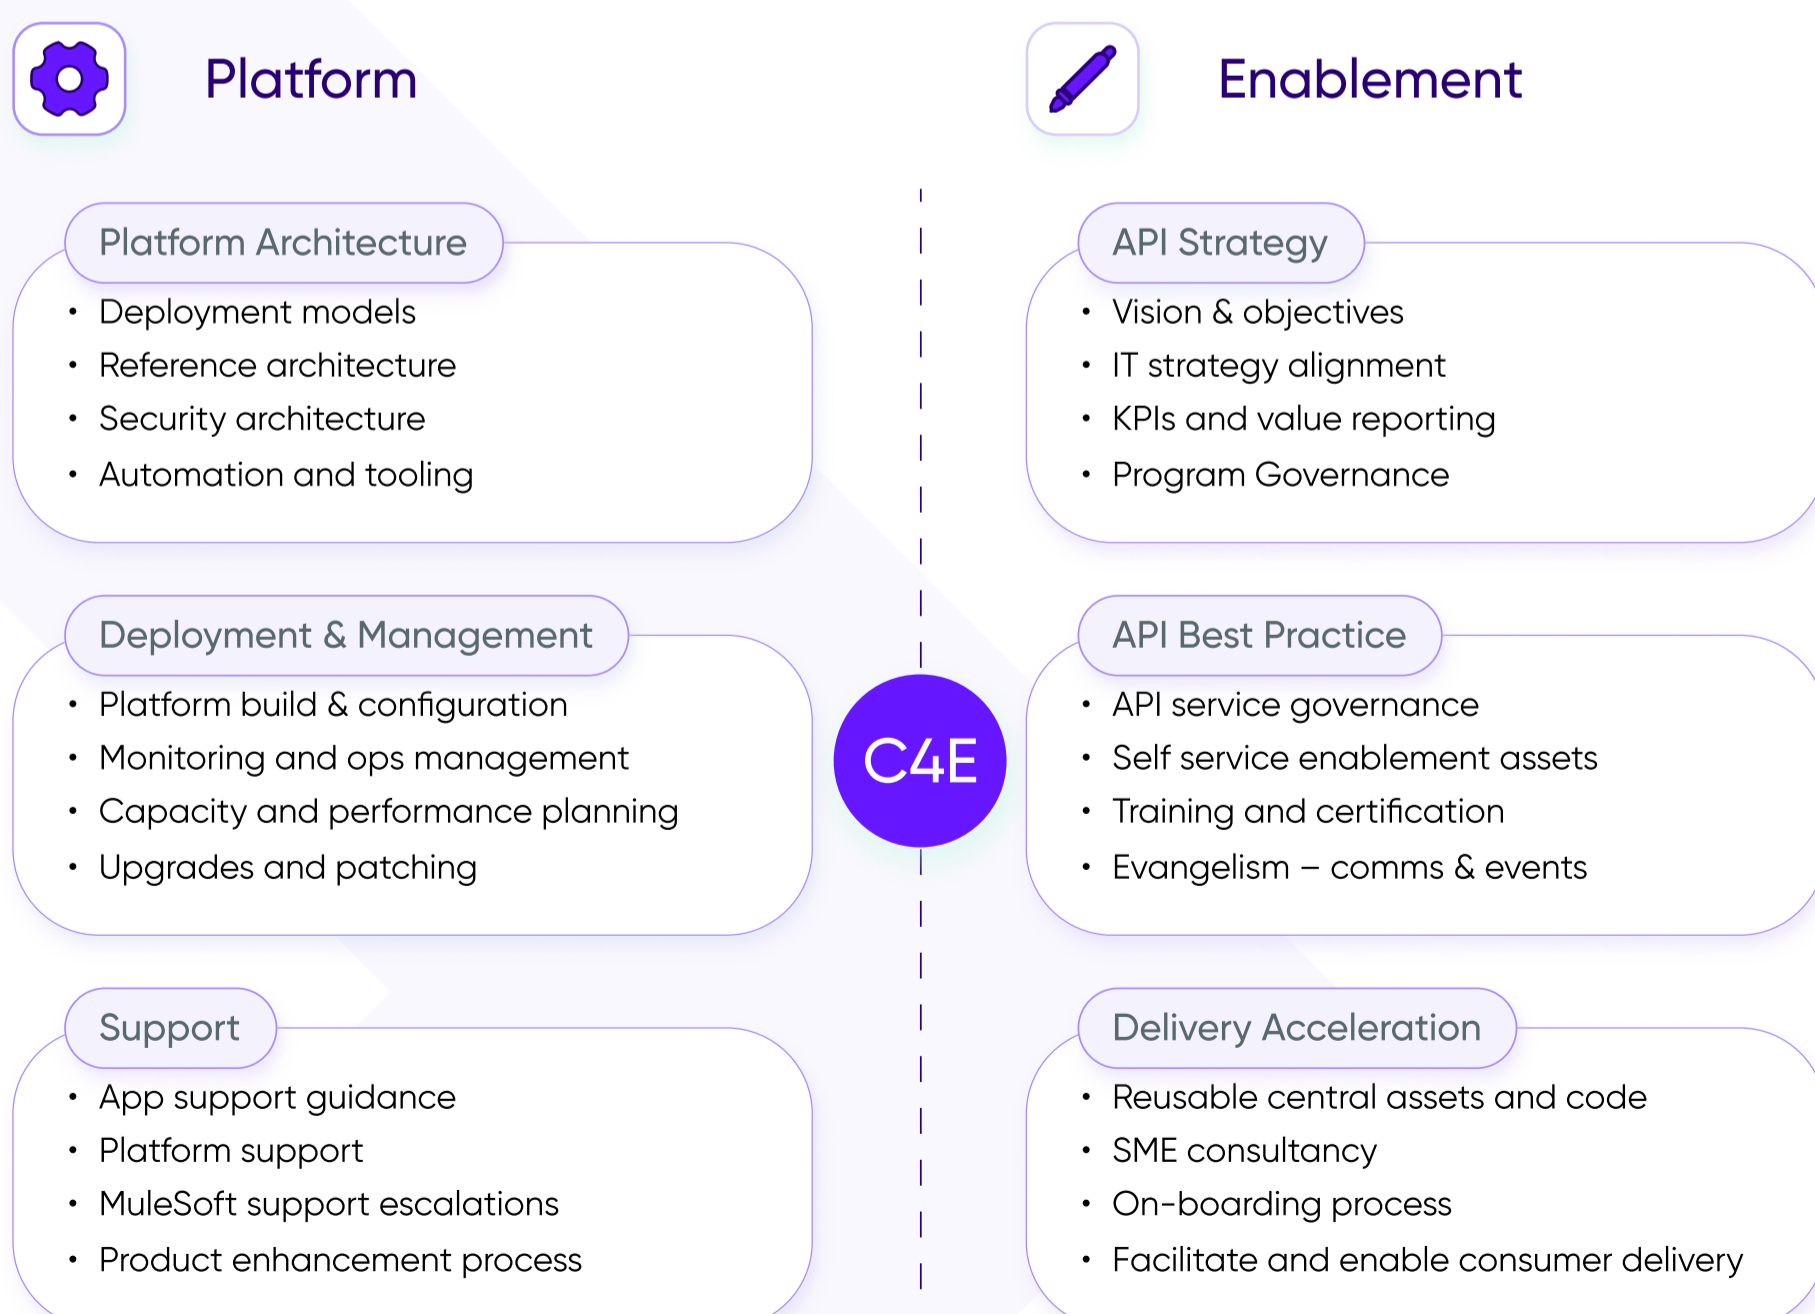 Platform
Platform Architecture
• Deployment models
• Reference architecture
• Security architecture
• Automation and tooling
Deployment & Management
• Platform build & configuration
• Monitoring and ops management
• Capacity and performance planning
• Upgrades and patching
Support
• App support guidance
• Platform support
• MuleSoft support escalations
• Product enhancement process
C4E
Enablement
API Strategy
• Vision & objectives
• IT strategy alignment
• KPIs and value reporting
• Program Governance
API Best Practice
• API service governance
• Self service enablement assets
• Training and certification
• Evangelism – comms & events
Delivery Acceleration
• Reusable central assets and code
• SME consultancy
• On-boarding process
• Facilitate and enable consumer delivery